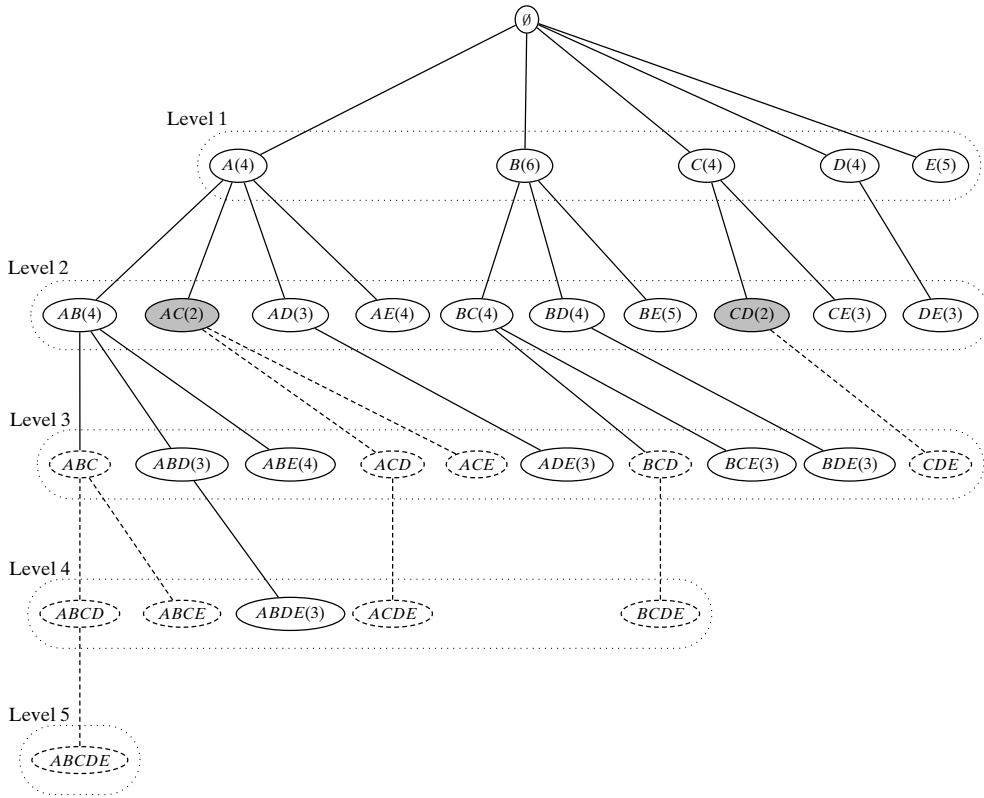 ∅
Level 1
A(4) B(6) C(4) D(4) E(5)
Level 2
AB(4) AC(2) AD(3) AE(4) BC(4) BD(4) BE(5) CD(2) CE(3) DE(3)
Level 3
ABC ABD(3) ABE(4) ACD ACE ADE(3) BCD BCE(3) BDE(3) CDE
Level 4
ABCD ABCE ABDE(3) ACDE BCDE
Level 5
ABCDE